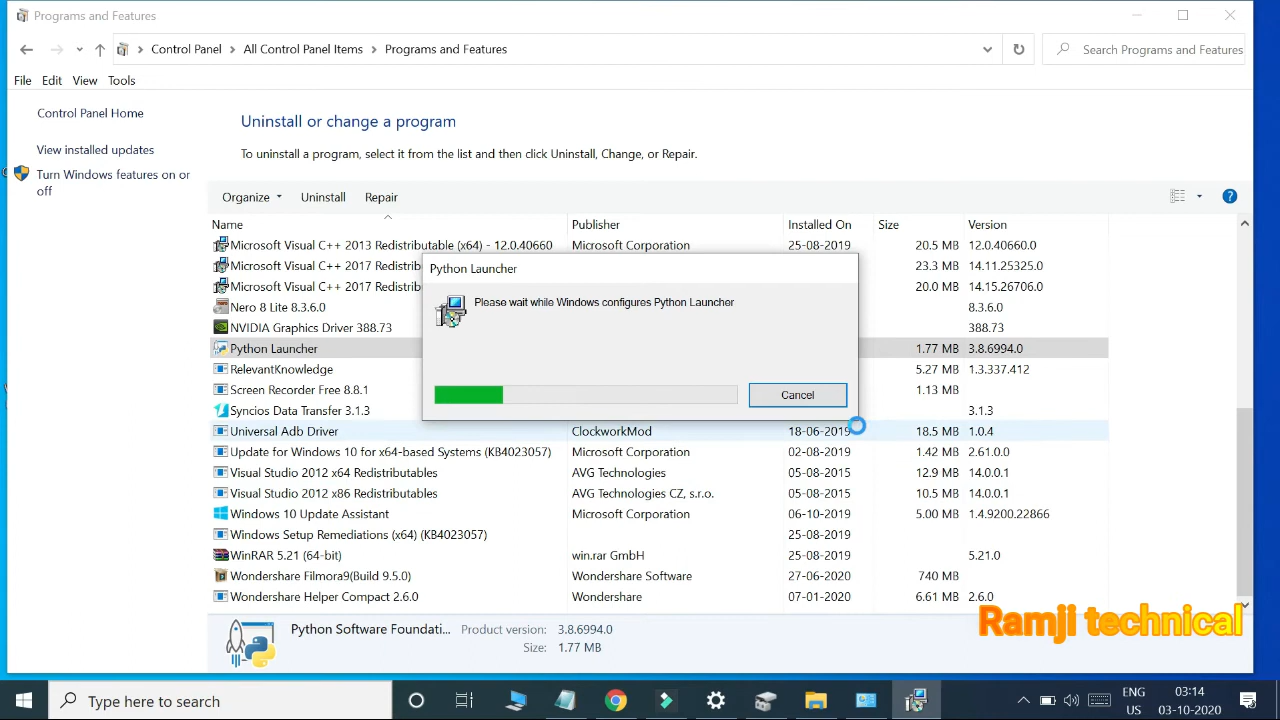 Programs and Features
Control Panel > All Control Panel Items > Programs and Features
Search Programs and Features
File Edit View Tools
Control Panel Home
View installed updates
Turn Windows features on or
off
Uninstall or change a program
To uninstall a program, select it from the list and then click Uninstall, Change, or Repair.
Organize Uninstall Repair
Name Publisher Installed On Size Version
Microsoft Visual C++ 2013 Redistributable (x64) - 12.0.40660 Microsoft Corporation 25-08-2019 20.5 MB 12.0.40660.0
Microsoft Visual C++ 2017 Redistrib 23.3 MB 14.11.25325.0
Microsoft Visual C++ 2017 Redistrib 20.0 MB 14.15.26706.0
Nero 8 Lite 8.3.6.0 8.3.6.0
NVIDIA Graphics Driver 388.73 388.73
Python Launcher 1.77 MB 3.8.6994.0
RelevantKnowledge 5.27 MB 1.3.337.412
Screen Recorder Free 8.8.1 1.13 MB
Syncios Data Transfer 3.1.3 3.1.3
Universal Adb Driver ClockworkMod 18-06-2019 18.5 MB 1.0.4
Update for Windows 10 for x64-based Systems (KB4023057) Microsoft Corporation 02-08-2019 1.42 MB 2.61.0.0
Visual Studio 2012 x64 Redistributables AVG Technologies 05-08-2015 12.9 MB 14.0.0.1
Visual Studio 2012 x86 Redistributables AVG Technologies CZ, s.r.o. 05-08-2015 10.5 MB 14.0.0.1
Windows 10 Update Assistant Microsoft Corporation 06-10-2019 5.00 MB 1.4.9200.22866
Windows Setup Remediations (x64) (KB4023057) 25-08-2019
WinRAR 5.21 (64-bit) win.rar GmbH 25-08-2019 5.21.0
Wondershare Filmora9(Build 9.5.0) Wondershare Software 27-06-2020 740 MB
Wondershare Helper Compact 2.6.0 Wondershare 07-01-2020 6.61 MB 2.6.0
Python Launcher
Please wait while Windows configures Python Launcher
Cancel
Python Software Foundati... Product version: 3.8.6994.0
Size: 1.77 MB
Ramji technical
Type here to search
ENG
US
03:14
03-10-2020